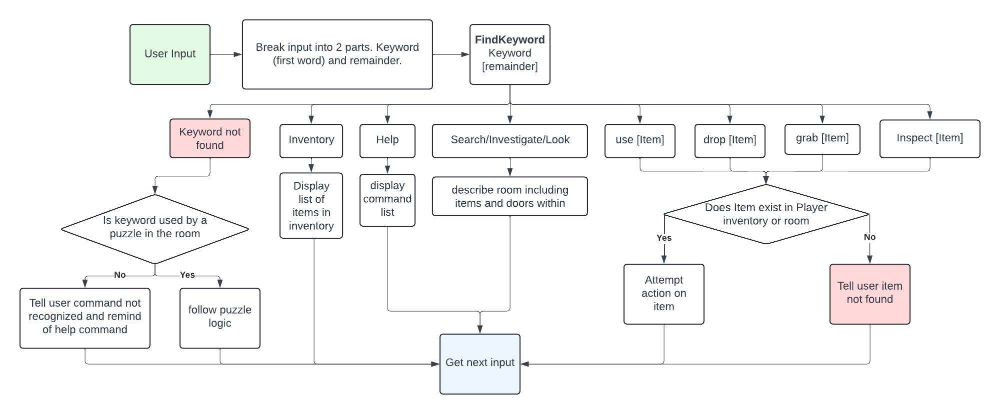 User Input
Break input into 2 parts. Keyword
(first word) and remainder.
FindKeyword
Keyword
[remainder]
Keyword not
found
Inventory
Help
Search/Investigate/Look
use [Item]
drop [Item]
grab [Item]
Inspect [Item]
Display
list of
items in
inventory
display
command
list
describe room including
items and doors within
Is keyword used by a
puzzle in the room
Does Item exist in Player
inventory or room
Yes
No
No
Yes
Tell user command not
recognized and remind
of help command
follow puzzle
logic
Attempt
action on
item
Tell user item
not found
Get next input